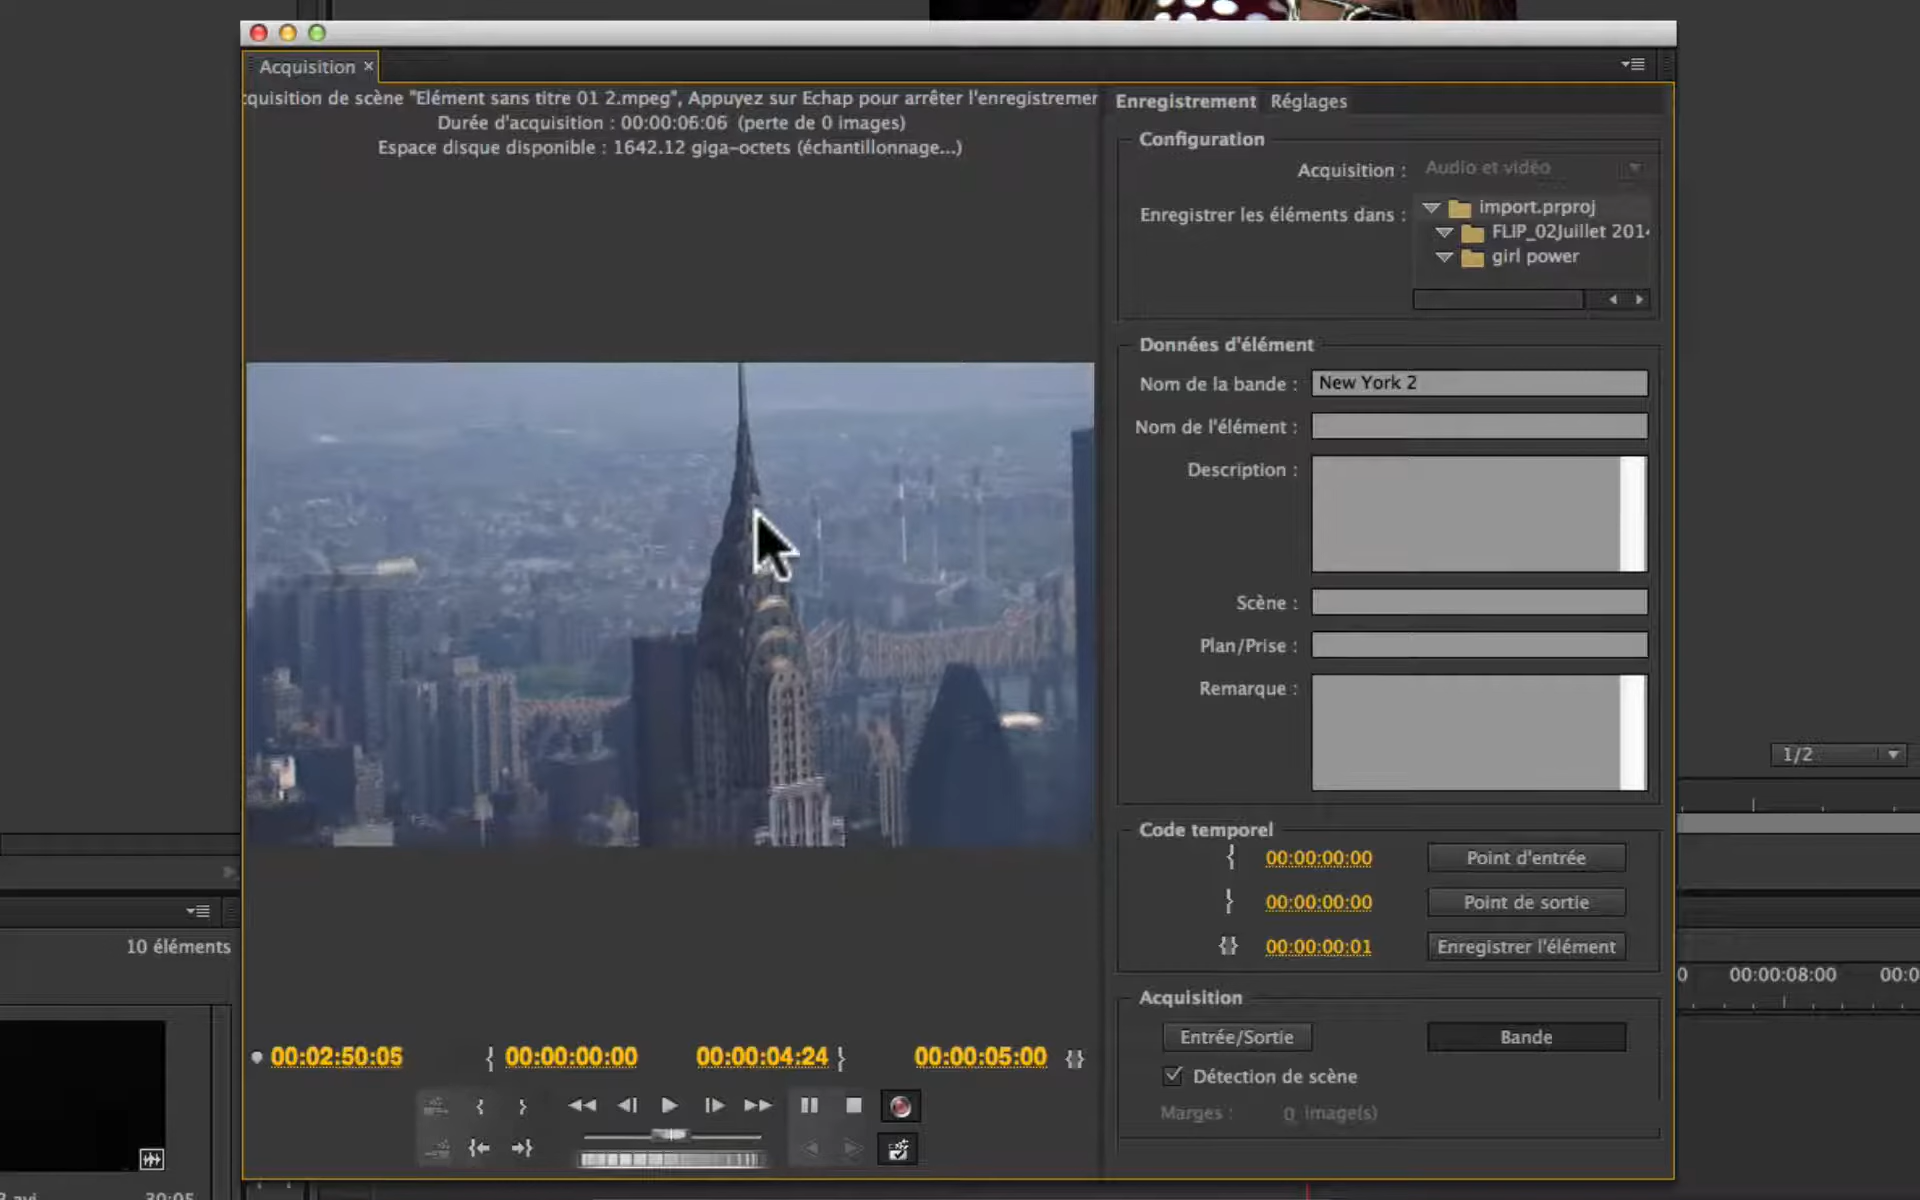 Acquisition
cquisition de scène "Elément sans titre 01 2.mpeg", Appuyez sur Echap pour arrêter l'enregistremer
Durée d'acquisition : 00:00:06:06 (perte de 0 images)
Espace disque disponible : 1642.12 giga-octets (échantillonnage...)
Enregistrement Réglages
Configuration
Acquisition : Audio et vidéo
Enregistrer les éléments dans : import.prproj
FLIP_02Juillet 201
girl power
Données d'élément
Nom de la bande : New York 2
Nom de l'élément :
Description :
Scène :
Plan/Prise :
Remarque :
1/2
Code temporel
{ 00:00:00:00 Point d'entrée
} 00:00:00:00 Point de sortie
{} 00:00:00:01 Enregistrer l'élément
10 éléments
00:00:08:00
Acquisition
Entrée/Sortie Bande
Détection de scène
Marges : 0 image(s)
00:02:50:05 { 00:00:00:00 00:00:04:24 } 00:00:05:00 {}